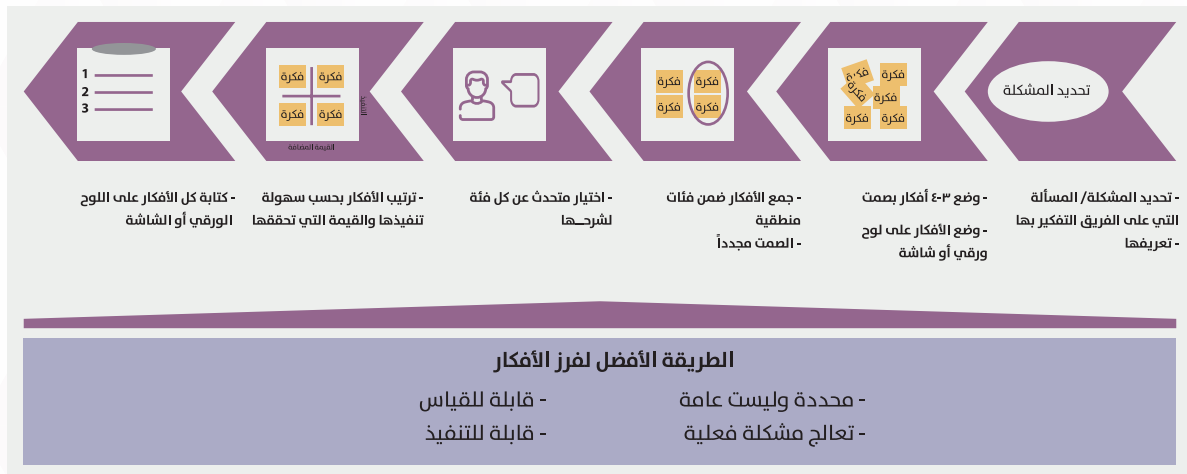 تحديد المشكلة
- تحديد المشكلة/ المسألة
التي على الفريق التفكير بها
- تعريفها
فكرة
فكرة
فكرة
فكرة
فكرة
فكرة
- وضع ٣-٤ أفكار بصمت
- وضع الأفكار على لوح
ورقي أو شاشة
فكرة
فكرة
فكرة
فكرة
- جمع الأفكار ضمن فئات
منطقية
- الصمت مجدداً
- اختيار متحدث عن كل فئة
لشرحـــها
فكرة
فكرة
فكرة
فكرة
التنفيذ
القيمة المضافة
- ترتيب الأفكار بحسب سهولة
تنفيذها والقيمة التي تحققها
1
2
3
- كتابة كل الأفكار على اللوح
الورقي أو الشاشة
الطريقة الأفضل لفرز الأفكار
- محددة وليست عامة
- تعالج مشكلة فعلية
- قابلة للقياس
- قابلة للتنفيذ